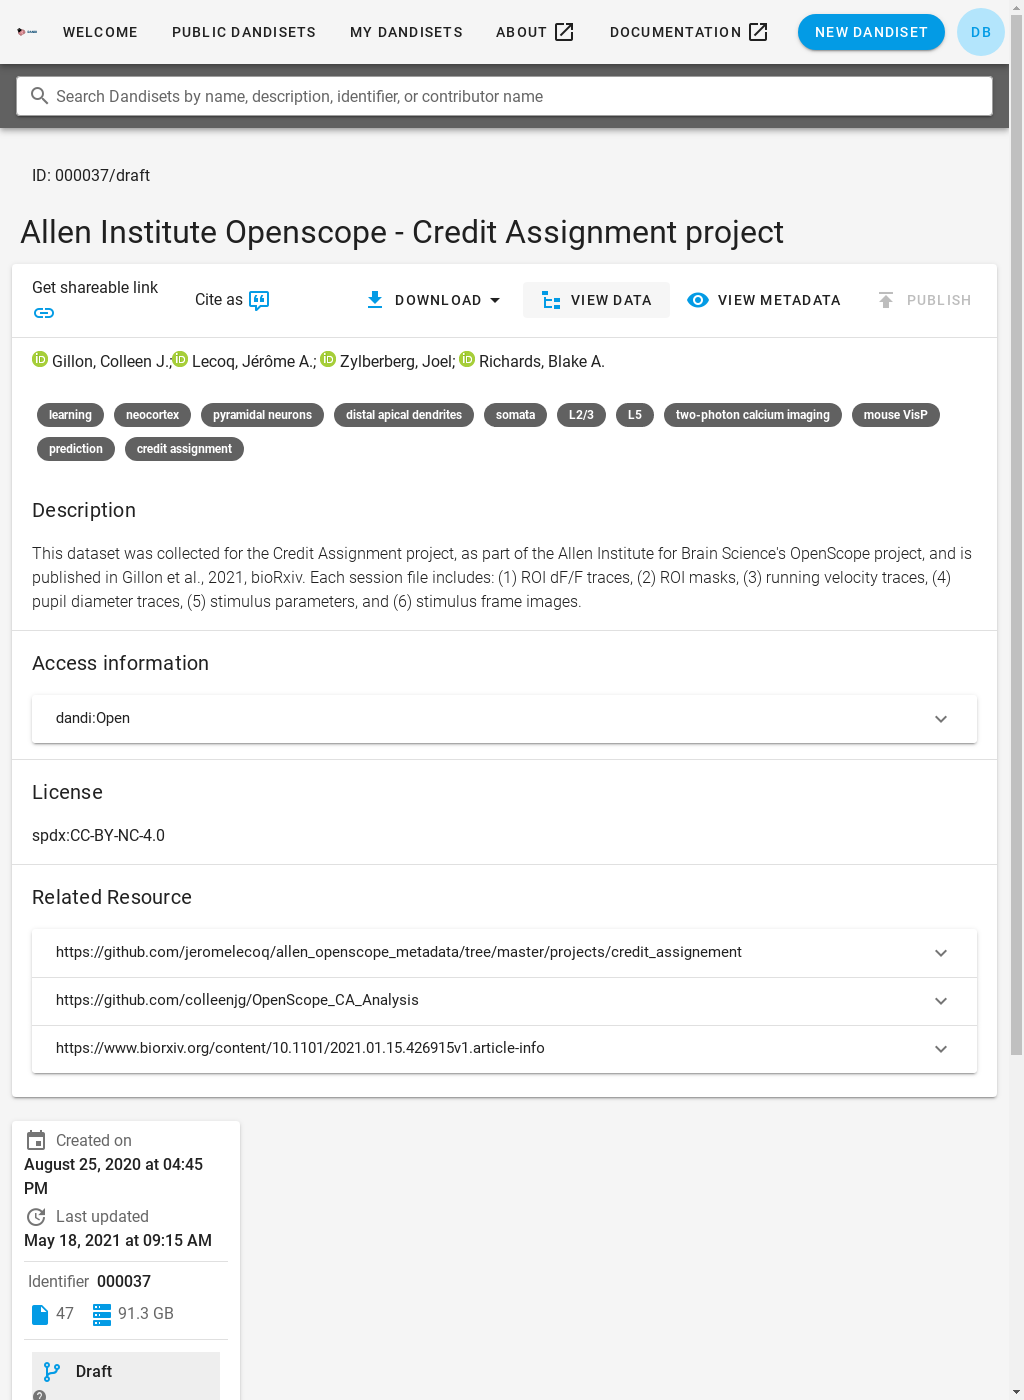 WELCOME PUBLIC DANDISETS MY DANDISETS ABOUT DOCUMENTATION NEW DANDISET DB
Search Dandisets by name, description, identifier, or contributor name
ID: 000037/draft
Allen Institute Openscope - Credit Assignment project
Get shareable link
Cite as DOWNLOAD VIEW DATA VIEW METADATA PUBLISH
Gillon, Colleen J.; Lecoq, Jérôme A.; Zylberberg, Joel; Richards, Blake A.
learning neocortex pyramidal neurons distal apical dendrites somata L2/3 L5 two-photon calcium imaging mouse VisP
prediction credit assignment
Description
This dataset was collected for the Credit Assignment project, as part of the Allen Institute for Brain Science's OpenScope project, and is
published in Gillon et al., 2021, bioRxiv. Each session file includes: (1) ROI dF/F traces, (2) ROI masks, (3) running velocity traces, (4)
pupil diameter traces, (5) stimulus parameters, and (6) stimulus frame images.
Access information
dandi:Open
License
spdx:CC-BY-NC-4.0
Related Resource
https://github.com/jeromelecoq/allen_openscope_metadata/tree/master/projects/credit_assignement
https://github.com/colleenjg/OpenScope_CA_Analysis
https://www.biorxiv.org/content/10.1101/2021.01.15.426915v1.article-info
Created on
August 25, 2020 at 04:45
PM
Last updated
May 18, 2021 at 09:15 AM
Identifier 000037
47 91.3 GB
Draft